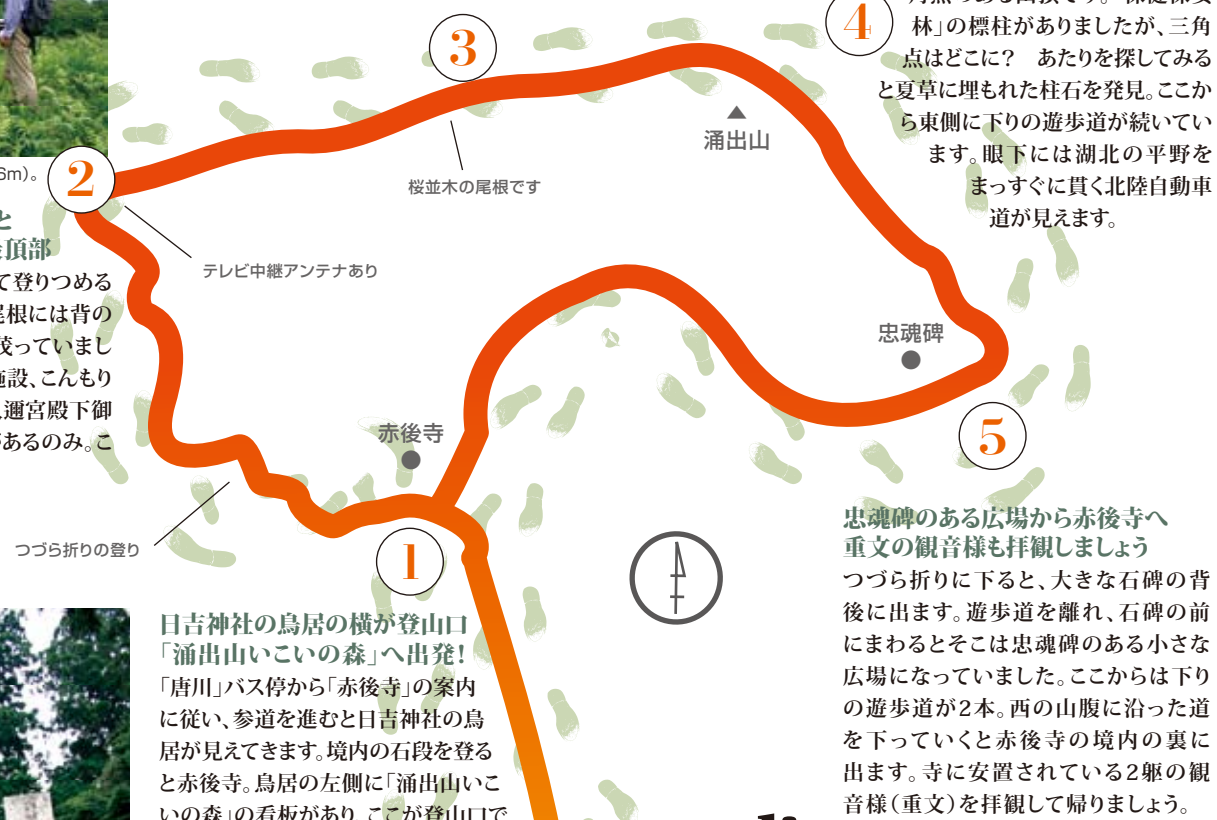 3
4
林」の標柱がありましたが、三角
点はどこに？　あたりを探してみる
と夏草に埋もれた柱石を発見。ここか
ら東側に下りの遊歩道が続いてい
ます。眼下には湖北の平野を
まっすぐに貫く北陸自動車
道が見えます。
涌出山
桜並木の尾根です
6m)。
2
と
頂部
て登りつめる
尾根には背の
茂っていまし
施設、こんもり
邇宮殿下御
があるのみ。こ
テレビ中継アンテナあり
忠魂碑
5
赤後寺
つづら折りの登り
1
日吉神社の鳥居の横が登山口
「涌出山いこいの森」へ出発！
「唐川」バス停から「赤後寺」の案内
に従い、参道を進むと日吉神社の鳥
居が見えてきます。境内の石段を登る
と赤後寺。鳥居の左側に「涌出山いこ
いの森」の看板があり、ここが登山口で
忠魂碑のある広場から赤後寺へ
重文の観音様も拝観しましょう
つづら折りに下ると、大きな石碑の背
後に出ます。遊歩道を離れ、石碑の前
にまわるとそこは忠魂碑のある小さな
広場になっていました。ここからは下り
の遊歩道が2本。西の山腹に沿った道
を下っていくと赤後寺の境内の裏に
出ます。寺に安置されている2躯の観
音様（重文）を拝観して帰りましょう。